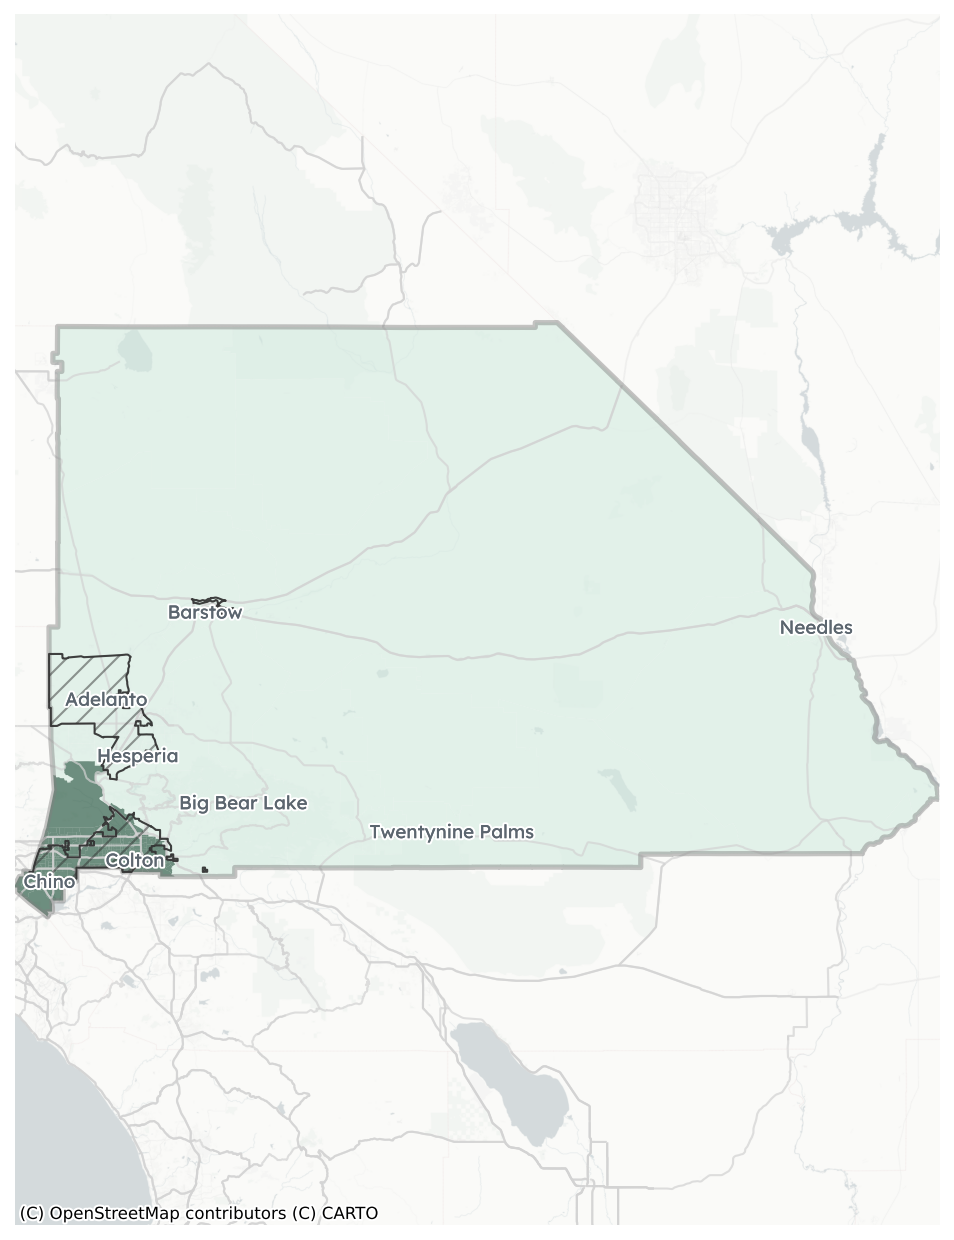 Barstow
Needles
Adelanto
Hesperia
Big Bear Lake
Twentynine Palms
Colton
Chino
(C) OpenStreetMap contributors (C) CARTO